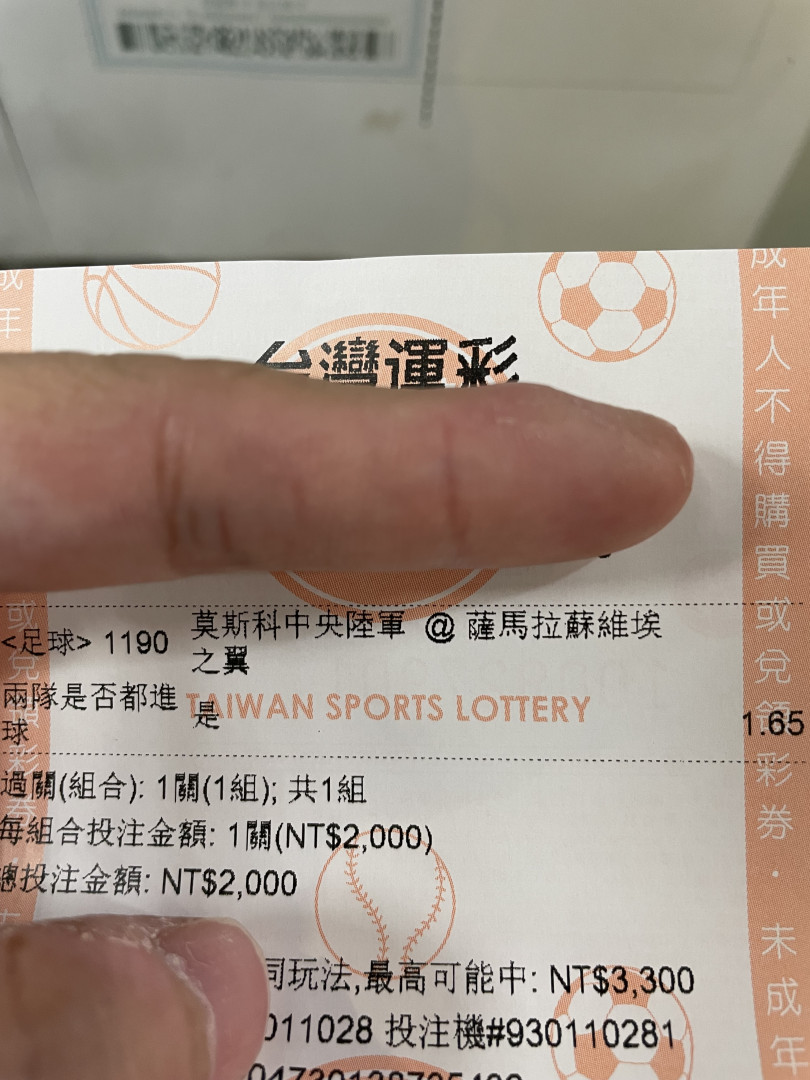 台灣運彩
<足球> 1190 莫斯科中央陸軍 @ 薩馬拉蘇維埃
之翼
兩隊是否都進
球
是
1.65
TAIWAN SPORTS LOTTERY
過關(組合): 1關(1組); 共1組
每組合投注金額: 1關(NT$2,000)
總投注金額: NT$2,000
同玩法,最高可能中: NT$3,300
011028 投注機#930110281
成年人不得購買或兌領彩券・未成年